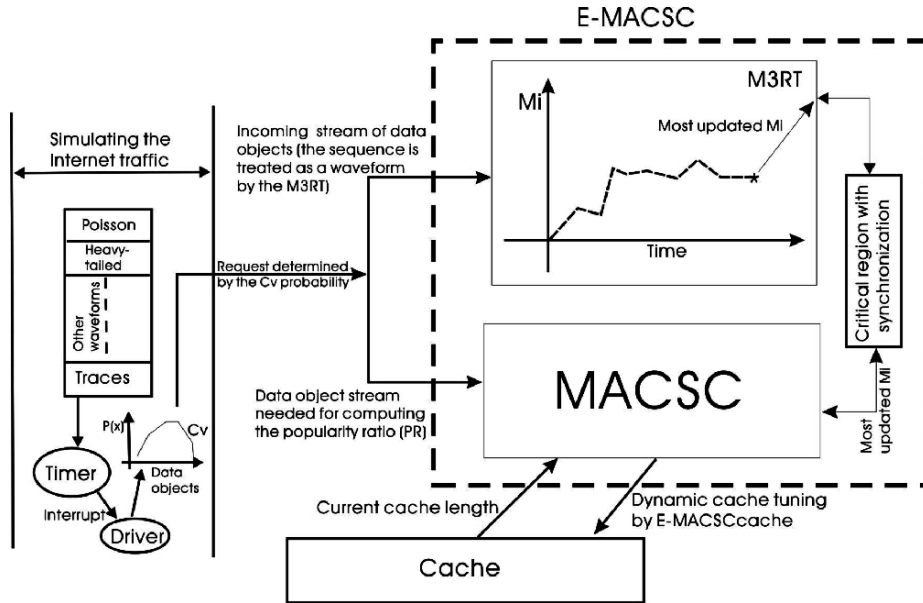 E-MACSC
M3RT
Mi
Most updated MI
Time
Simulating the
Internet traffic
Incoming stream of data
objects (the sequence is
treated as a waveform
by the M3RT)
Poisson
Heavy-
tailed
Other
waveforms
Traces
Request determined
by the Cv probability
Critical region with
synchronization
MACSC
Data object stream
needed for computing
the popularity ratio (PR)
Most
updated MI
P(x)
Cv
Data
objects
Timer
Interrupt
Driver
Current cache length
Dynamic cache tuning
by E-MACSCcache
Cache